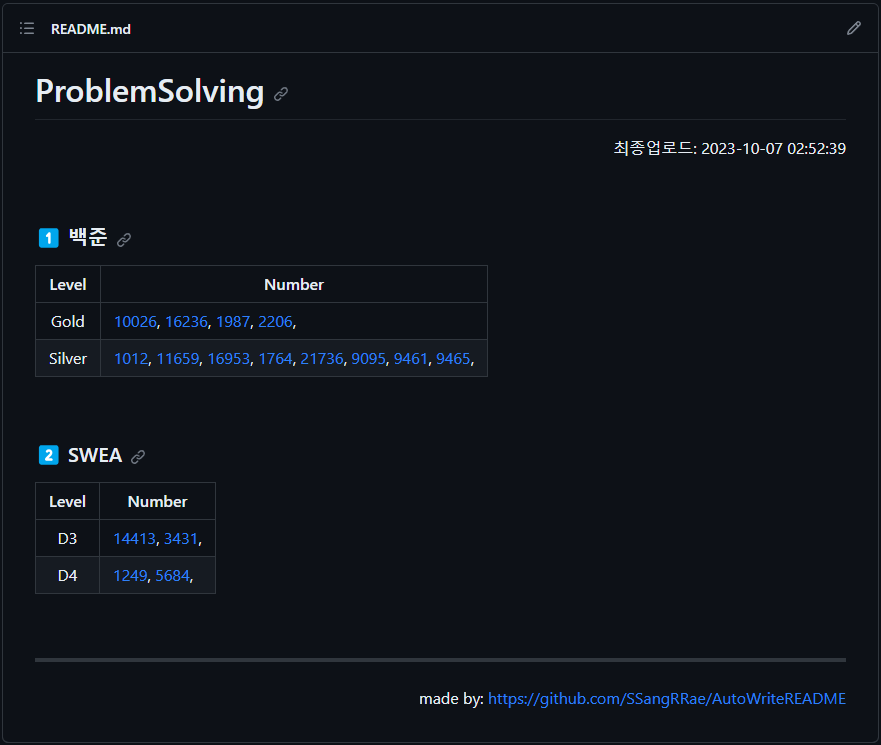 README.md
ProblemSolving
최종업로드: 2023-10-07 02:52:39
1 백준
Level Number
Gold 10026, 16236, 1987, 2206,
Silver 1012, 11659, 16953, 1764, 21736, 9095, 9461, 9465,
2 SWEA
Level Number
D3 14413, 3431,
D4 1249, 5684,
made by: https://github.com/SSangRRae/AutoWriteREADME